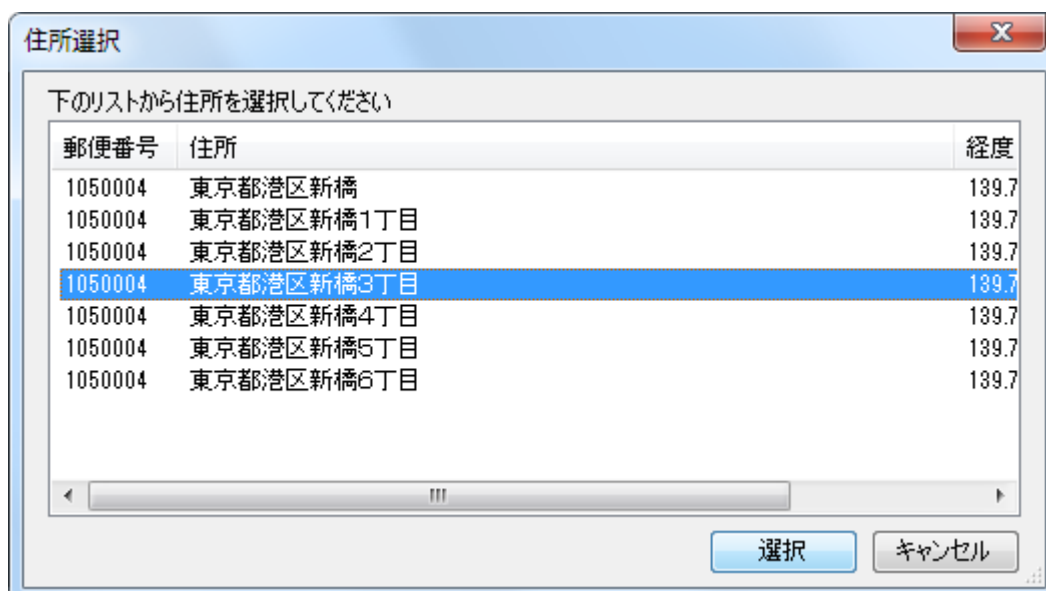 住所選択
下のリストから住所を選択してください
郵便番号 住所 経度
1050004 東京都港区新橋 139.7
1050004 東京都港区新橋1丁目 139.7
1050004 東京都港区新橋2丁目 139.7
1050004 東京都港区新橋3丁目 139.7
1050004 東京都港区新橋4丁目 139.7
1050004 東京都港区新橋5丁目 139.7
1050004 東京都港区新橋6丁目 139.7
選択 キャンセル